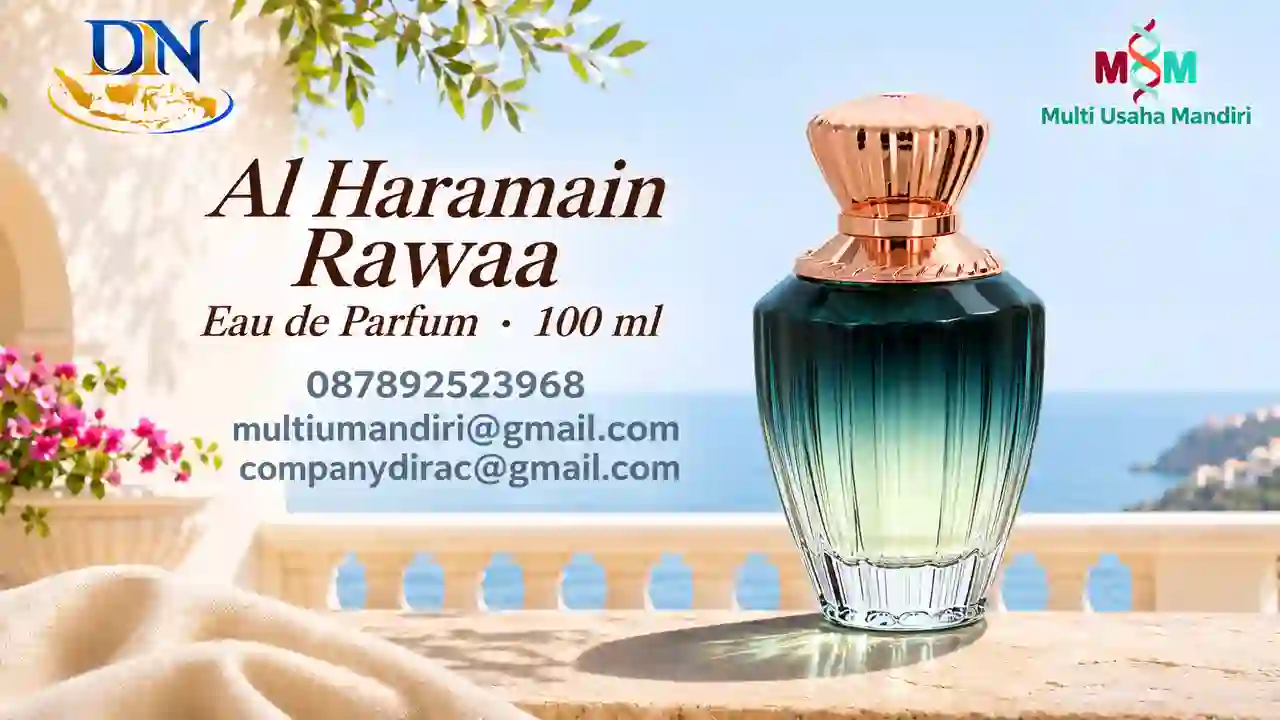 DN
M8M
Multi Usaha Mandiri
Al Haramain
Rawaa
Eau de Parfum · 100 ml
087892523968
multiumandiri@gmail.com
companydirac@gmail.com